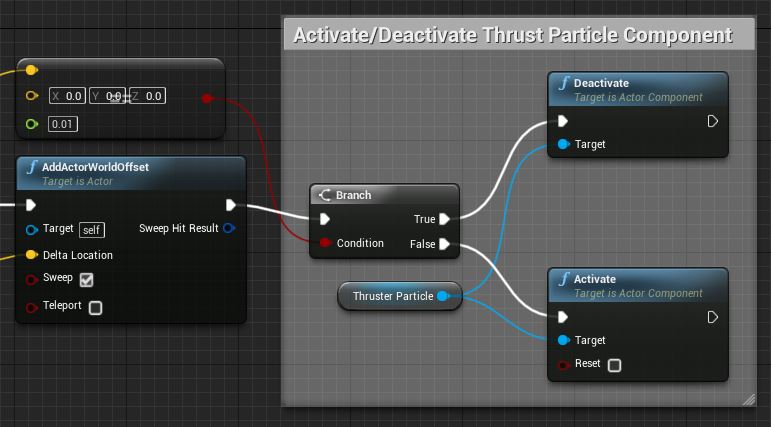 Activate/Deactivate Thrust Particle Component
X 0.0 Y 0.0 == Z 0.0
0.01
AddActorWorldOffset
Target is Actor
Target self
Sweep Hit Result
Delta Location
Sweep
Teleport
Branch
True
Condition
False
Thruster Particle
f Deactivate
Target is Actor Component
Target
f Activate
Target is Actor Component
Target
Reset